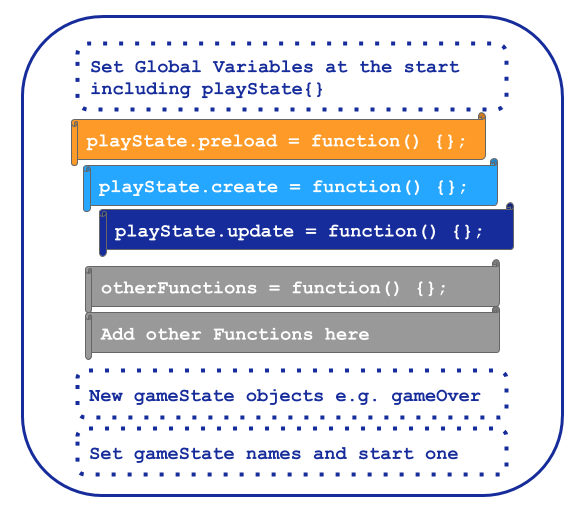 Set Global Variables at the start
including playState{}
playState.preload = function() {};
playState.create = function() {};
playState.update = function() {};
otherFunctions = function() {};
Add other Functions here
New gameState objects e.g. gameOver
Set gameState names and start one